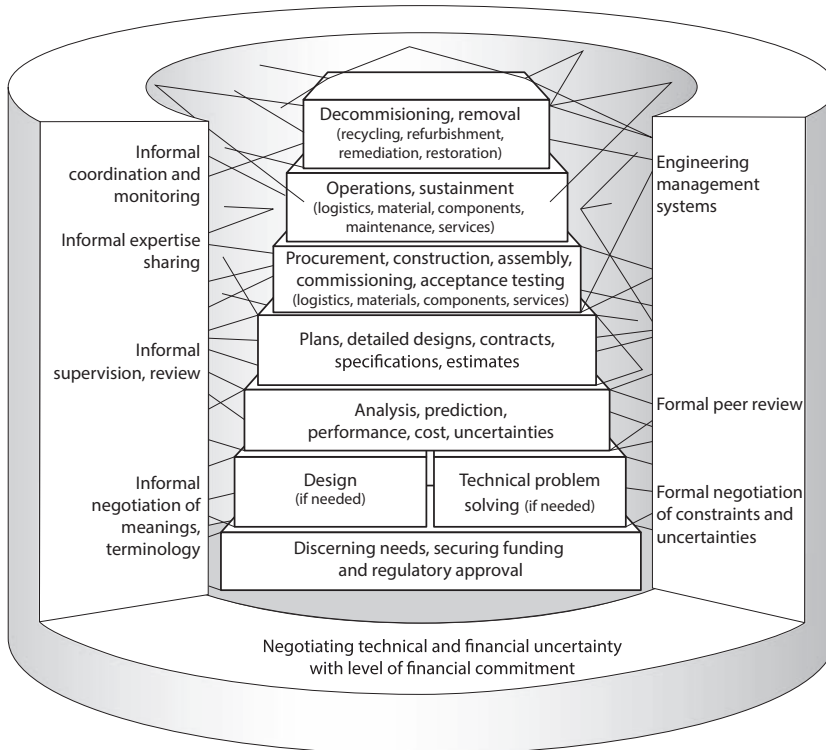 Decommisioning, removal
(recycling, refurbishment,
remediation, restoration)
Informal
coordination and
monitoring
Engineering
management
systems
Operations, sustainment
(logistics, material, components,
maintenance, services)
Informal expertise
sharing
Procurement, construction, assembly,
commissioning, acceptance testing
(logistics, materials, components, services)
Informal
supervision, review
Plans, detailed designs, contracts,
specifications, estimates
Analysis, prediction,
performance, cost, uncertainties
Formal peer review
Informal
negotiation of
meanings,
terminology
Design
(if needed)
Technical problem
solving (if needed)
Formal negotiation
of constraints and
uncertainties
Discerning needs, securing funding
and regulatory approval
Negotiating technical and financial uncertainty
with level of financial commitment